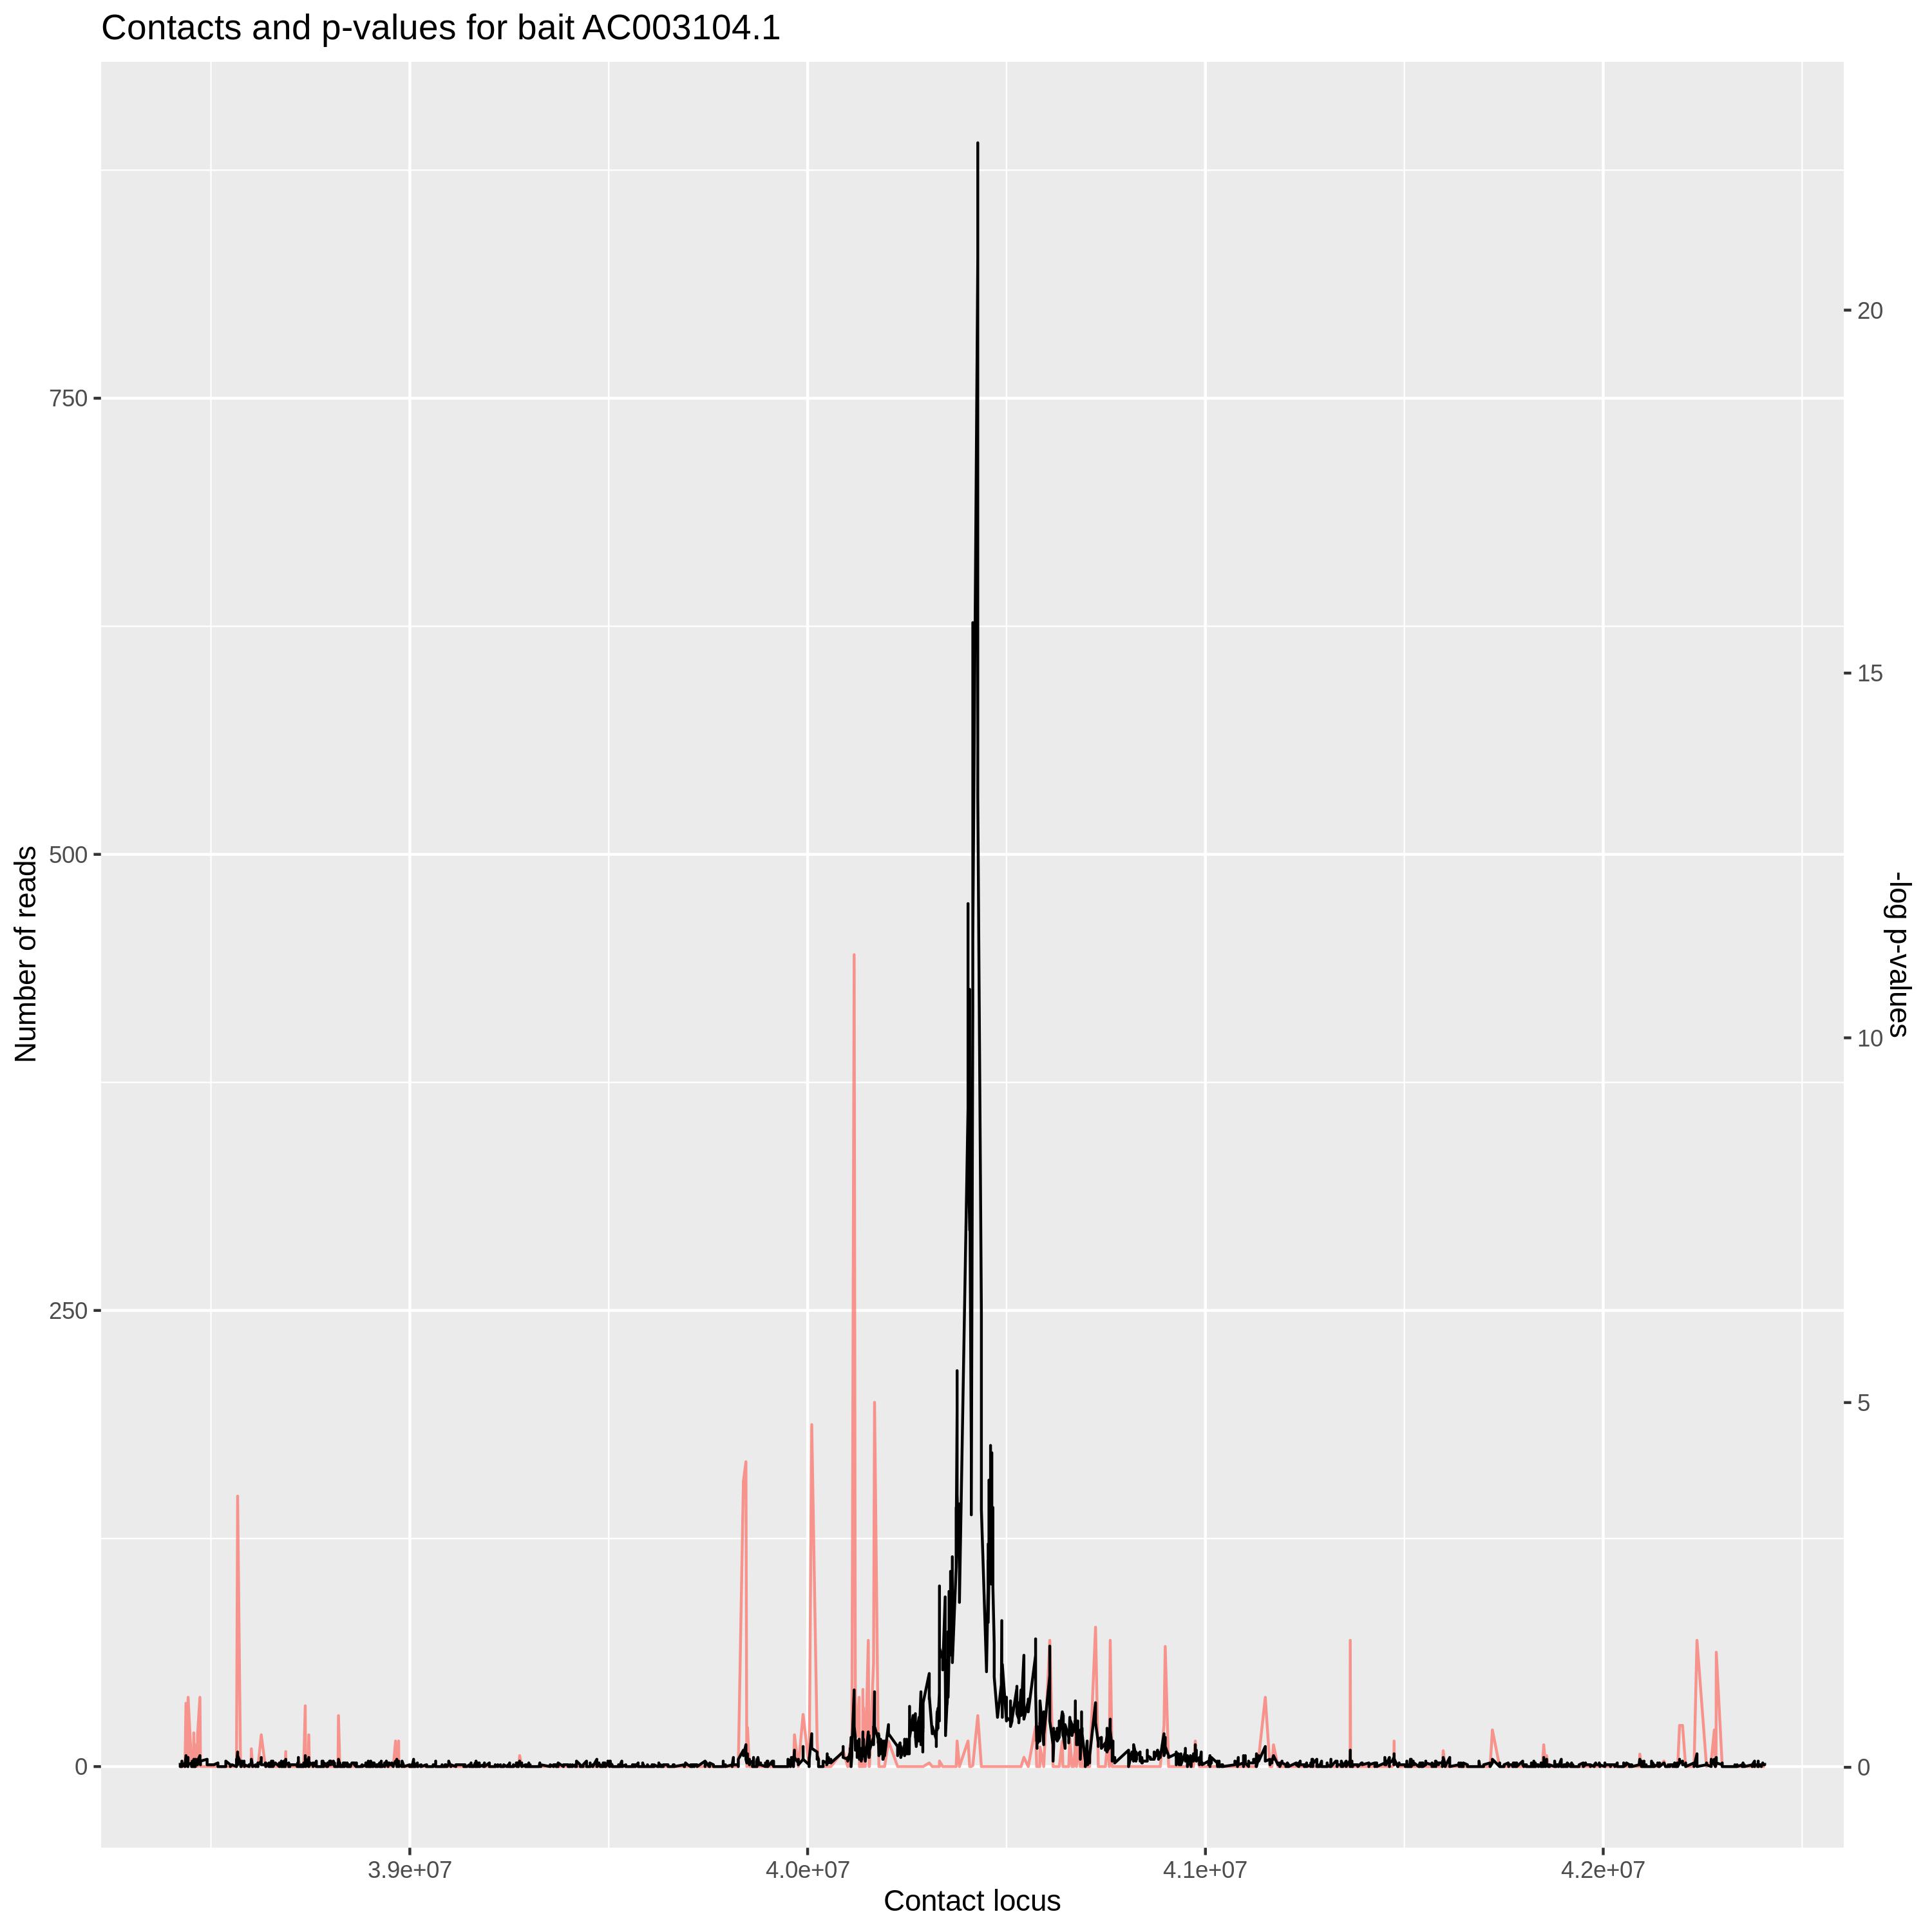 Contacts and p-values for bait AC003104.1
Number of reads
750
500
250
0
20
15
10
5
0
-log p-values
3.9e+07
4.0e+07
4.1e+07
4.2e+07
Contact locus